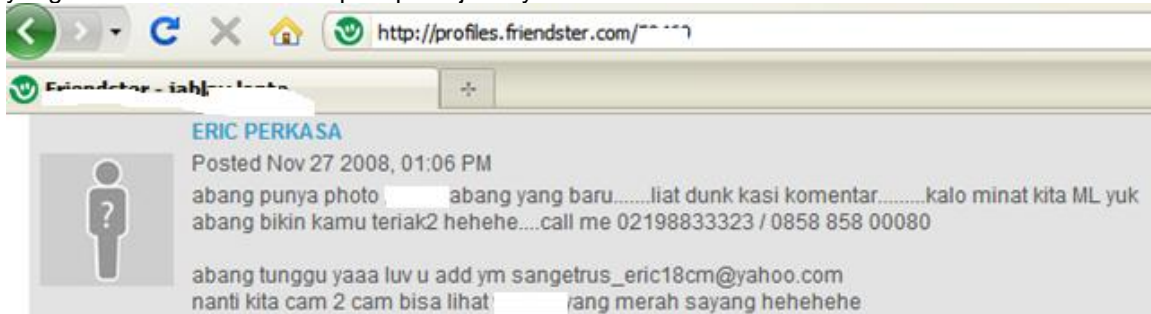 http://profiles.friendster.com/
Friendster -
ERIC PERKASA
Posted Nov 27 2008, 01:06 PM
abang punya photo abang yang baru.......liat dunk kasi komentar.........kalo minat kita ML yuk
abang bikin kamu teriak2 hehehe....call me 02198833323 / 0858 858 00080
abang tunggu yaaa luv u add ym sangetrus_eric18cm@yahoo.com
nanti kita cam 2 cam bisa lihat yang merah sayang hehehehe